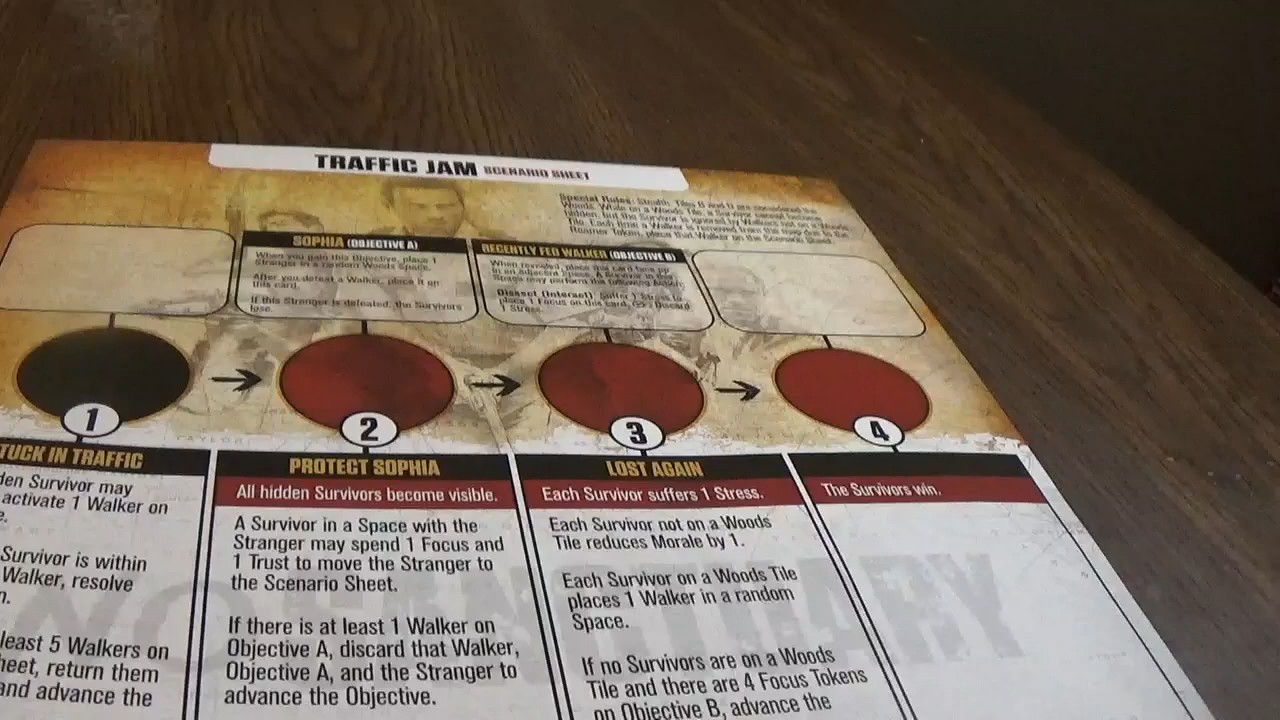 TRAFFIC JAM SCENARIO SHEET
Special Rules: Stealth, Tiles B and D are considered the
Woods. While on a Woods Tile, a Survivor cannot become
hidden, but the Survivor is ignored by Walkers not on a Woods
Tile. Each time a Walker is removed from the map due to the
Roamer Token, place that Walker on the Scenario Sheet.
SOPHIA (OBJECTIVE A)
When you gain this Objective, place 1
Stranger in a random Woods Space.
After you defeat a Walker, place it on
this card.
If this Stranger is defeated, the Survivors
lose.
RECENTLY FED WALKER (OBJECTIVE B)
When revealed, place this card face up
in an Adjacent Space. A Survivor in this
Space may perform the following Action:
Dissect (Interact): Suffer 1 Stress to
place 1 Focus on this card. Discard
1 Stress.
1
2
3
4
TUCK IN TRAFFIC
den Survivor may
activate 1 Walker on
e.
Survivor is within
Walker, resolve
n.
least 5 Walkers on
heet, return them
and advance the
PROTECT SOPHIA
All hidden Survivors become visible.
A Survivor in a Space with the
Stranger may spend 1 Focus and
1 Trust to move the Stranger to
the Scenario Sheet.
If there is at least 1 Walker on
Objective A, discard that Walker,
Objective A, and the Stranger to
advance the Objective.
LOST AGAIN
Each Survivor suffers 1 Stress.
Each Survivor not on a Woods
Tile reduces Morale by 1.
Each Survivor on a Woods Tile
places 1 Walker in a random
Space.
If no Survivors are on a Woods
Tile and there are 4 Focus Tokens
on Objective B, advance the
The Survivors win.
NO SANCTUARY